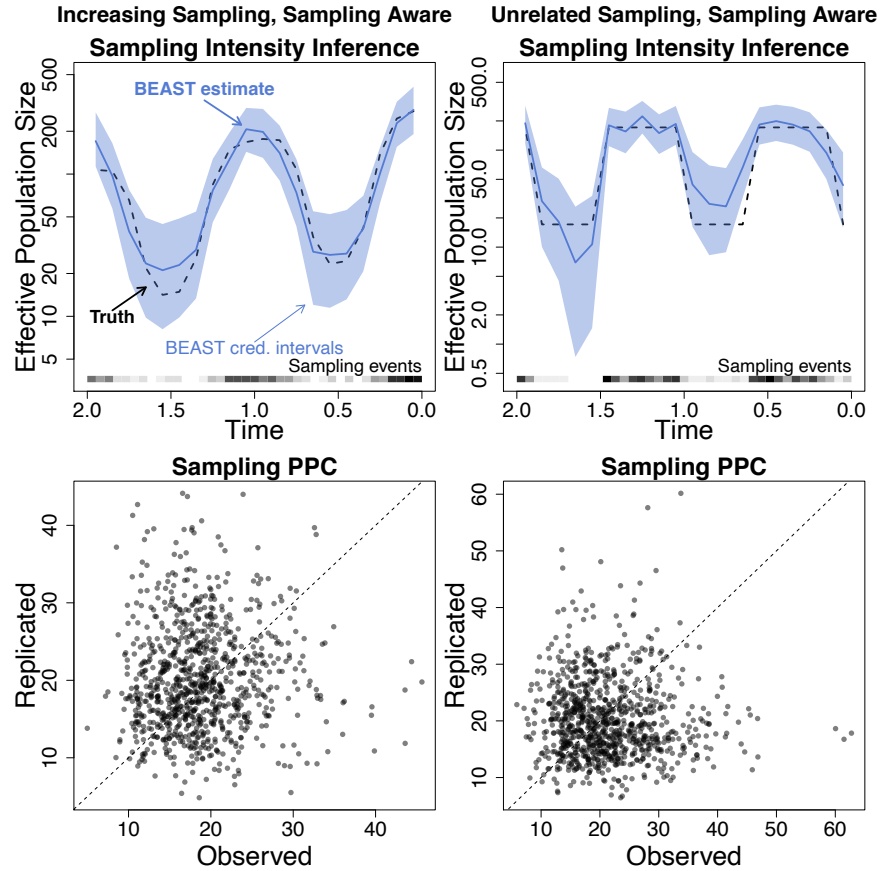 Increasing Sampling, Sampling Aware
Sampling Intensity Inference
Effective Population Size
500
200
50
20
10
5
BEAST estimate
Truth
BEAST cred. intervals
Sampling events
2.0 1.5 1.0 0.5 0.0
Time
Unrelated Sampling, Sampling Aware
Sampling Intensity Inference
Effective Population Size
500.0
50.0
10.0
2.0
0.5
Sampling events
2.0 1.5 1.0 0.5 0.0
Time
Sampling PPC
Replicated
40
30
20
10
10 20 30 40
Observed
Sampling PPC
Replicated
60
50
40
30
20
10
10 20 30 40 50 60
Observed